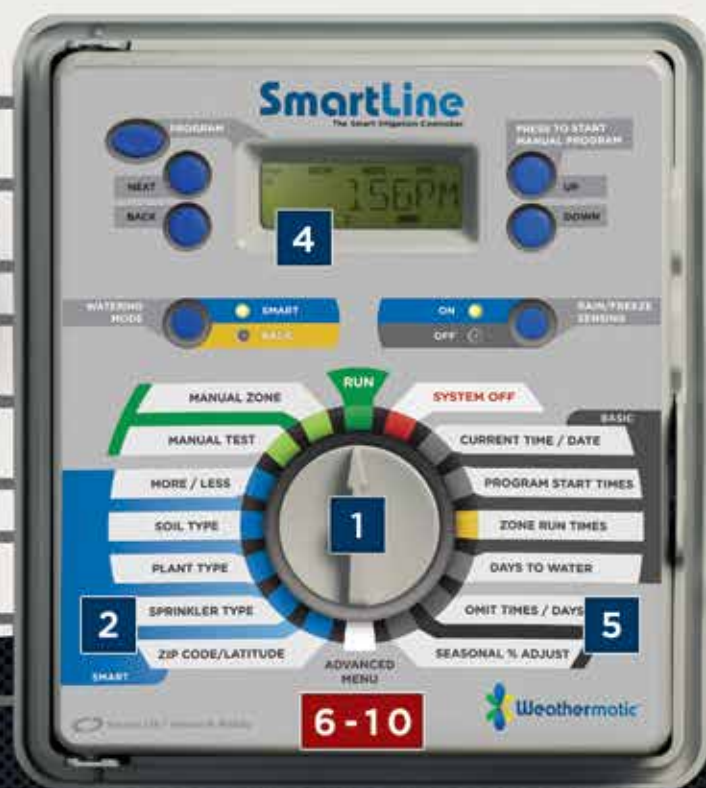 SmartLine
The Smart Irrigation Controller
PROGRAM
PRESS TO START
MANUAL PROGRAM
NEXT
UP
BACK
DOWN
1:56PM
4
WATERING
MODE
SMART
BASIC
ON
OFF
RAIN/FREEZE
SENSING
RUN
MANUAL ZONE
SYSTEM OFF
BASIC
MANUAL TEST
CURRENT TIME / DATE
MORE / LESS
PROGRAM START TIMES
SOIL TYPE
1
ZONE RUN TIMES
PLANT TYPE
DAYS TO WATER
2
SPRINKLER TYPE
OMIT TIMES / DAYS
5
ZIP CODE/LATITUDE
SEASONAL % ADJUST
SMART
ADVANCED
MENU
6-10
Weathermatic